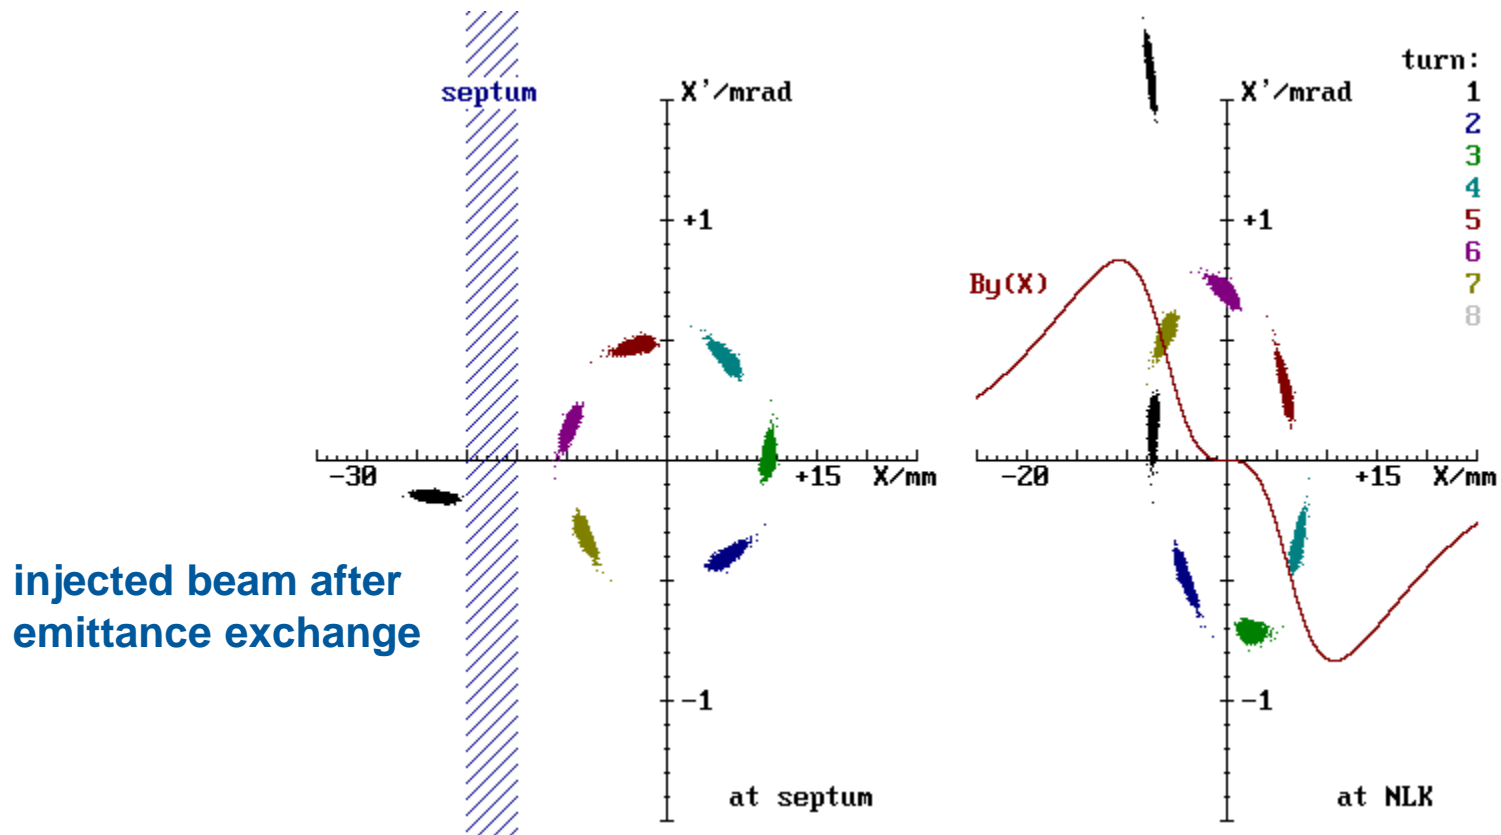 turn:
septum
X'/mrad
X'/mrad
1
2
3
4
5
6
7
8
+1
+1
By(X)
-30
+15
X/mm
-20
+15
X/mm
injected beam after
emittance exchange
-1
-1
at septum
at NLK